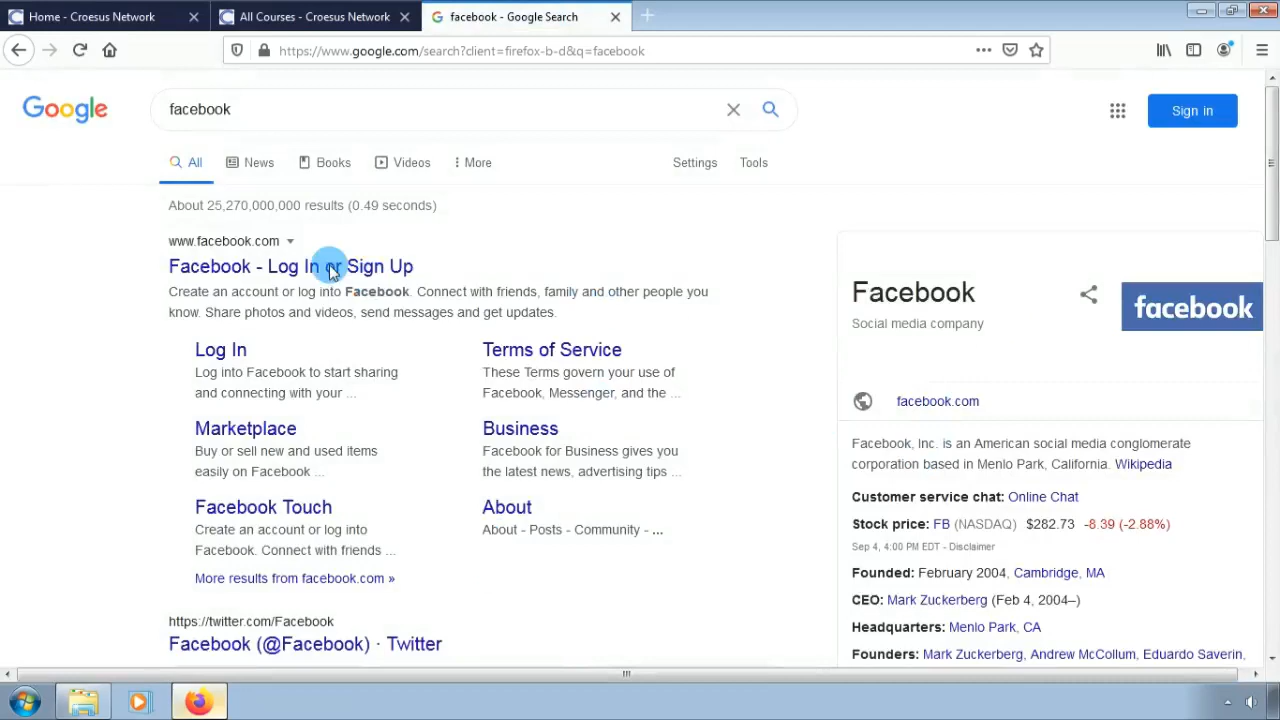 Home - Croesus Network
All Courses - Croesus Network
facebook - Google Search
https://www.google.com/search?client=firefox-b-d&q=facebook
Google
facebook
Sign in
All
News
Books
Videos
More
Settings
Tools
About 25,270,000,000 results (0.49 seconds)
www.facebook.com
Facebook - Log In or Sign Up
Create an account or log into Facebook. Connect with friends, family and other people you
know. Share photos and videos, send messages and get updates.
Log In
Log into Facebook to start sharing
and connecting with your ...
Terms of Service
These Terms govern your use of
Facebook, Messenger, and the ...
Marketplace
Buy or sell new and used items
easily on Facebook ...
Business
Facebook for Business gives you
the latest news, advertising tips ...
Facebook Touch
Create an account or log into
Facebook. Connect with friends ...
About
About - Posts - Community - ...
More results from facebook.com »
https://twitter.com/Facebook
Facebook (@Facebook) · Twitter
Facebook
Social media company
facebook
facebook.com
Facebook, Inc. is an American social media conglomerate
corporation based in Menlo Park, California. Wikipedia
Customer service chat: Online Chat
Stock price: FB (NASDAQ) $282.73 -8.39 (-2.88%)
Sep 4, 4:00 PM EDT - Disclaimer
Founded: February 2004, Cambridge, MA
CEO: Mark Zuckerberg (Feb 4, 2004–)
Headquarters: Menlo Park, CA
Founders: Mark Zuckerberg, Andrew McCollum, Eduardo Saverin,